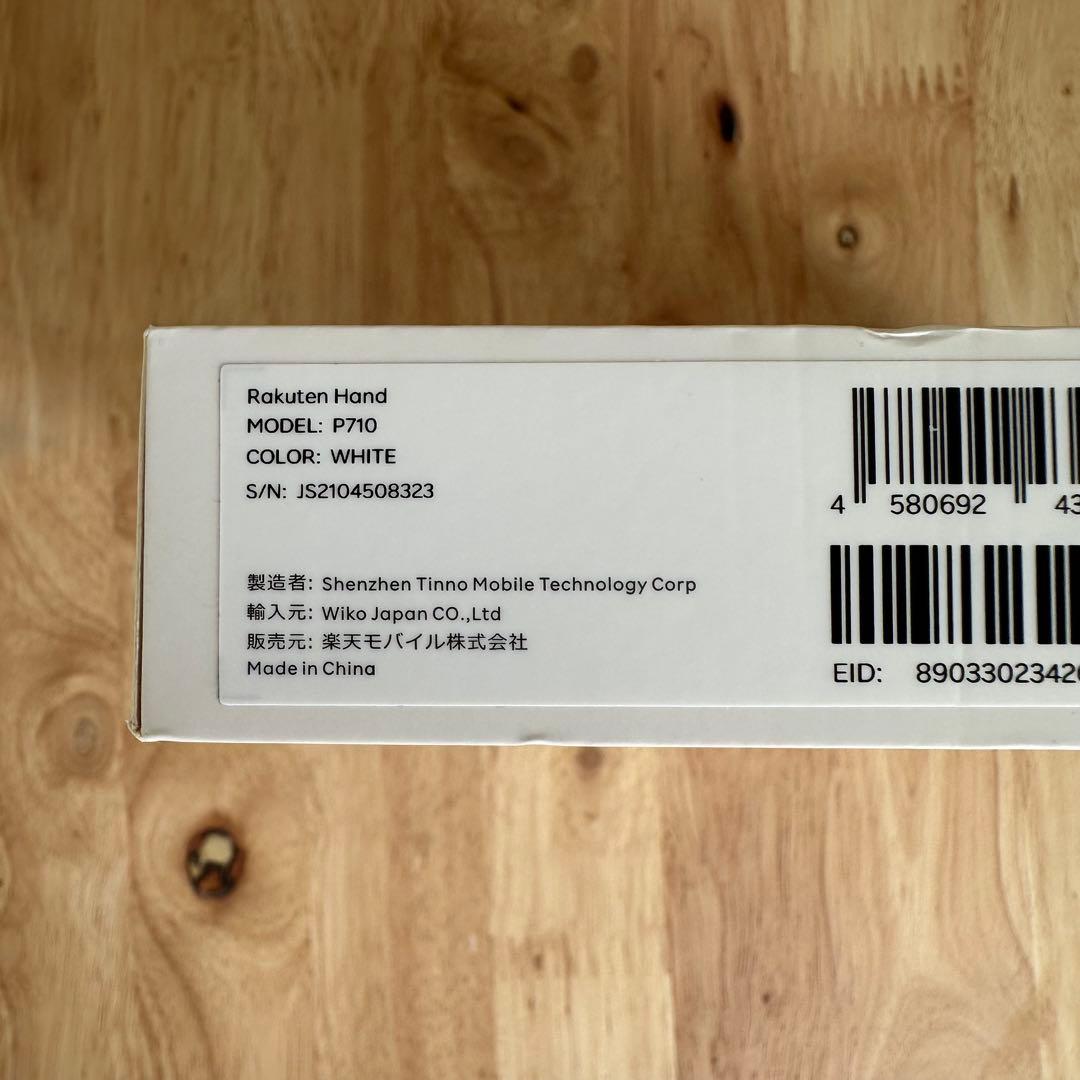 Rakuten Hand
MODEL: P710
COLOR: WHITE
S/N: JS2104508323
製造者: Shenzhen Tinno Mobile Technology Corp
輸入元: Wiko Japan CO.,Ltd
販売元: 楽天モバイル株式会社
Made in China
4 580692 43
EID: 8903302342